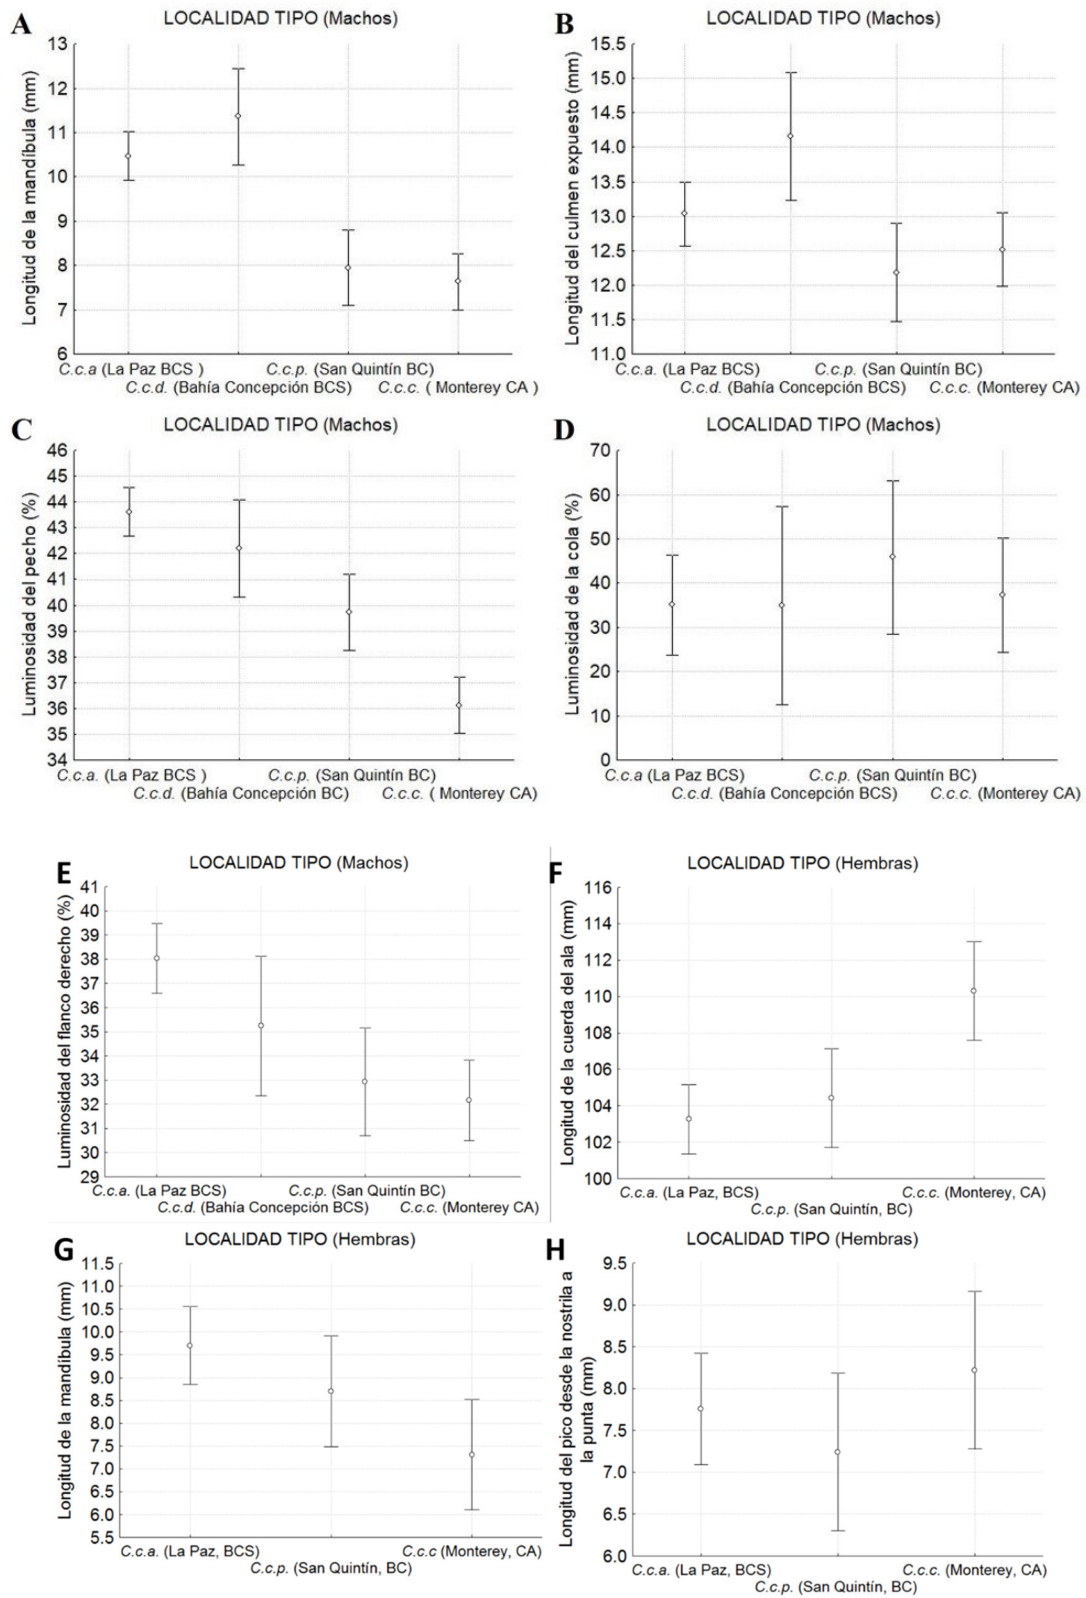 A
LOCALIDAD TIPO (Machos)
Longitud de la mandíbula (mm)
13
12
11
10
9
8
7
6
C.c.a (La Paz BCS )
C.c.p. (San Quintín BC)
C.c.d. (Bahía Concepción BCS)
C.c.c. ( Monterey CA )
B
LOCALIDAD TIPO (Machos)
Longitud del culmen expuesto (mm)
15.5
15.0
14.5
14.0
13.5
13.0
12.5
12.0
11.5
11.0
C.c.a. (La Paz BCS)
C.c.p. (San Quintín BC)
C.c.d. (Bahía Concepción BCS)
C.c.c. (Monterey CA)
C
LOCALIDAD TIPO (Machos)
Luminosidad del pecho (%)
46
45
44
43
42
41
40
39
38
37
36
35
34
C.c.a. (La Paz BCS )
C.c.p. (San Quintín BC)
C.c.d. (Bahía Concepción BC)
C.c.c. ( Monterey CA)
D
LOCALIDAD TIPO (Machos)
Luminosidad de la cola (%)
70
60
50
40
30
20
10
0
C.c.a (La Paz BCS)
C.c.p. (San Quintín BC)
C.c.d. (Bahía Concepción BCS)
C.c.c. (Monterey CA)
E
LOCALIDAD TIPO (Machos)
Luminosidad del flanco derecho (%)
41
40
39
38
37
36
35
34
33
32
31
30
29
C.c.a. (La Paz BCS)
C.c.p. (San Quintín BC)
C.c.d. (Bahía Concepción BCS)
C.c.c. (Monterey CA)
F
LOCALIDAD TIPO (Hembras)
Longitud de la cuerda del ala (mm)
116
114
112
110
108
106
104
102
100
C.c.a. (La Paz, BCS)
C.c.c. (Monterey, CA)
C.c.p. (San Quintín, BC)
G
LOCALIDAD TIPO (Hembras)
Longitud de la mandíbula (mm)
11.5
11.0
10.5
10.0
9.5
9.0
8.5
8.0
7.5
7.0
6.5
6.0
5.5
C.c.a. (La Paz, BCS)
C.c.c (Monterey, CA)
C.c.p. (San Quintín, BC)
H
LOCALIDAD TIPO (Hembras)
Longitud del pico desde la nostrila a
la punta (mm)
9.5
9.0
8.5
8.0
7.5
7.0
6.5
6.0
C.c.a. (La Paz, BCS)
C.c.c. (Monterey, CA)
C.c.p. (San Quintín, BC)